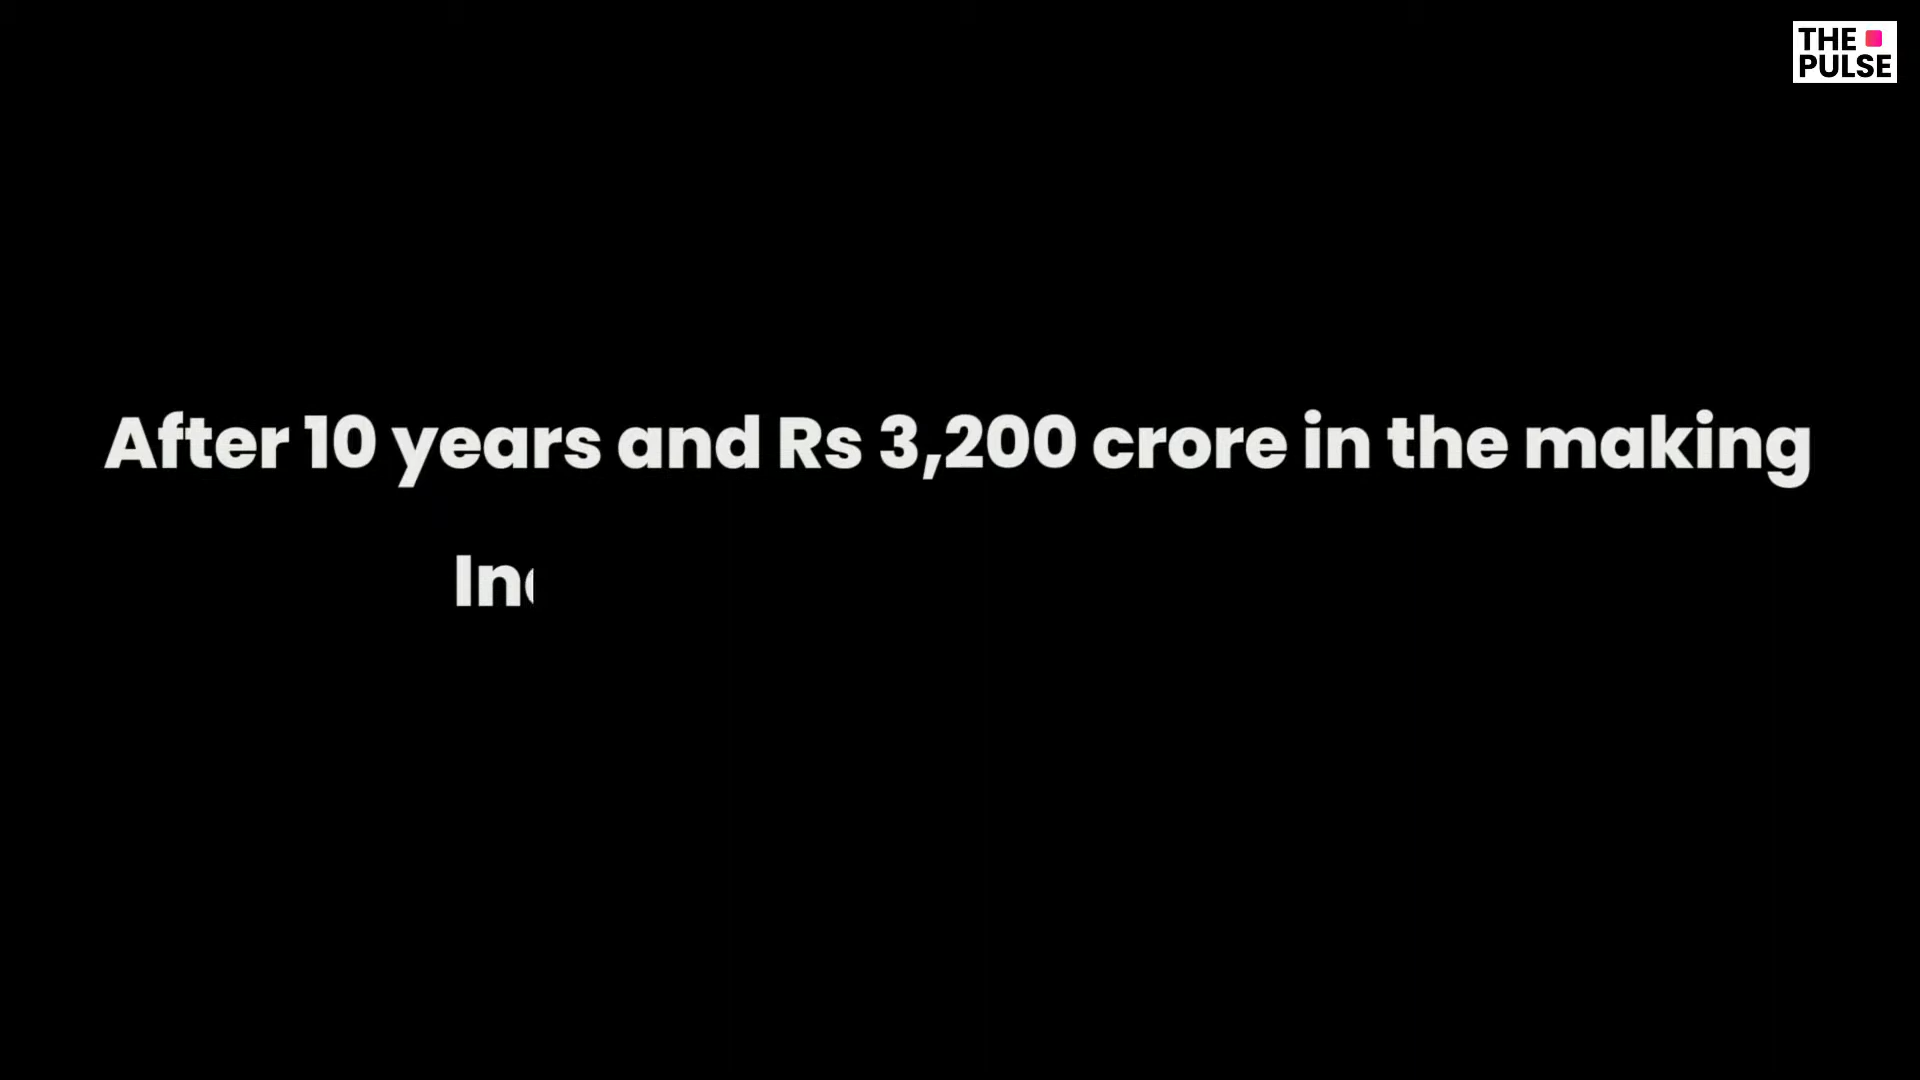 THE
PULSE
After 10 years and Rs 3,200 crore in the making